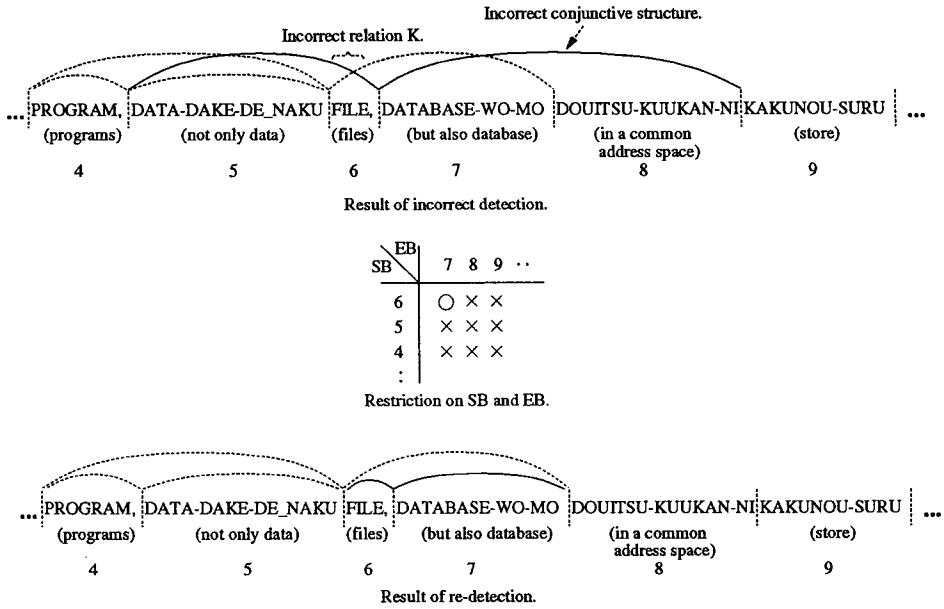 Incorrect conjunctive structure.
Incorrect relation K.
... PROGRAM, DATA-DAKE-DE_NAKU FILE, DATABASE-WO-MO DOUITSU-KUUKAN-NI KAKUNOU-SURU ...
(programs) (not only data) (files) (but also database) (in a common address space) (store)
4 5 6 7 8 9
Result of incorrect detection.
EB
SB 7 8 9 ..
6 ○ × ×
5 × × ×
4 × × ×
:
Restriction on SB and EB.
... PROGRAM, DATA-DAKE-DE_NAKU FILE, DATABASE-WO-MO DOUITSU-KUUKAN-NI KAKUNOU-SURU ...
(programs) (not only data) (files) (but also database) (in a common address space) (store)
4 5 6 7 8 9
Result of re-detection.